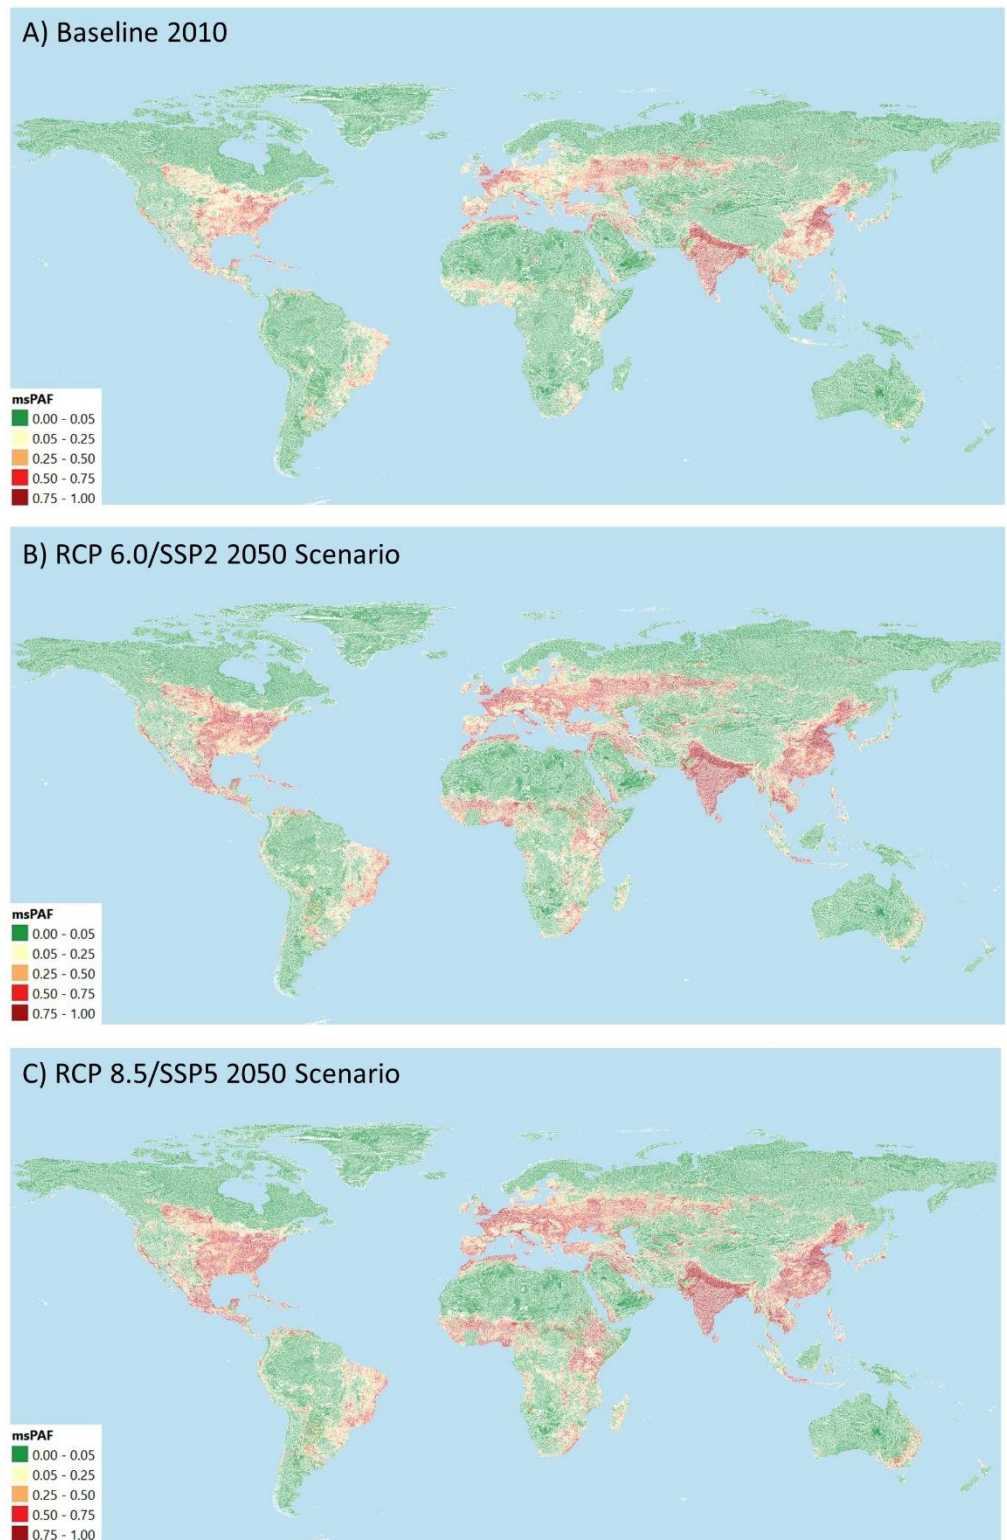 A) Baseline 2010
msPAF
0.00 - 0.05
0.05 - 0.25
0.25 - 0.50
0.50 - 0.75
0.75 - 1.00
B) RCP 6.0/SSP2 2050 Scenario
msPAF
0.00 - 0.05
0.05 - 0.25
0.25 - 0.50
0.50 - 0.75
0.75 - 1.00
C) RCP 8.5/SSP5 2050 Scenario
msPAF
0.00 - 0.05
0.05 - 0.25
0.25 - 0.50
0.50 - 0.75
0.75 - 1.00